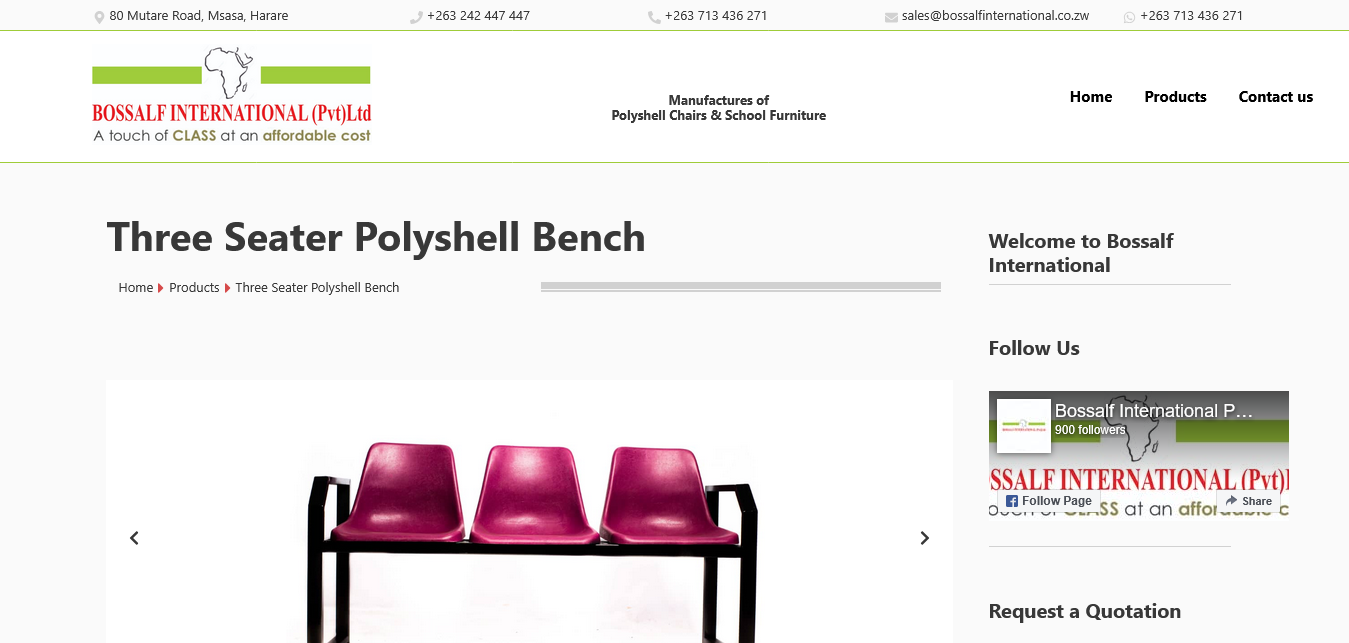 80 Mutare Road, Msasa, Harare
+263 242 447 447
+263 713 436 271
sales@bossalfinternational.co.zw
+263 713 436 271
BOSSALF INTERNATIONAL (Pvt)Ltd
A touch of CLASS at an affordable cost
Manufactures of
Polyshell Chairs & School Furniture
Home
Products
Contact us
Three Seater Polyshell Bench
Home
Products
Three Seater Polyshell Bench
Welcome to Bossalf
International
Follow Us
Bossalf International P…
900 followers
SSALF INTERNATIONAL (Pvt)
Follow Page
Share
ouch of CLASS at an affordable c
Request a Quotation